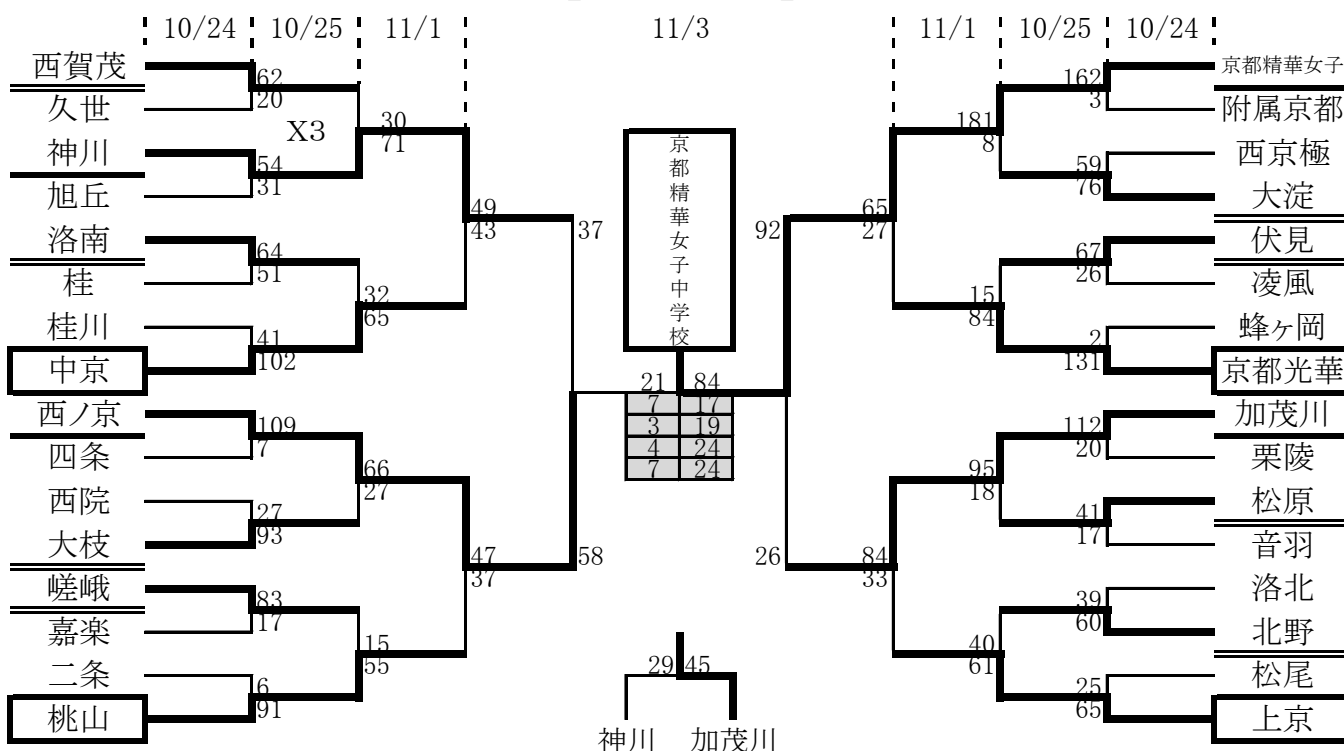 10/24 10/25 11/1 11/3 11/1 10/25 10/24
西賀茂
久世
神川
旭丘
洛南
桂
桂川
中京
西ノ京
四条
西院
大枝
嵯峨
嘉楽
二条
桃山
62
20
54
31
64
51
41
102
109
7
27
93
83
17
6
91
X3
30
71
32
65
66
27
15
55
49
43
47
37
37
58
京都精華女子中学校
21 84
7 17
3 19
4 24
7 24
29 45
神川 加茂川
92
26
65
27
84
33
181
8
15
84
95
18
40
61
162
3
59
76
67
26
2
131
112
20
41
17
39
60
25
65
京都精華女子
附属京都
西京極
大淀
伏見
凌風
蜂ヶ岡
京都光華
加茂川
栗陵
松原
音羽
洛北
北野
松尾
上京